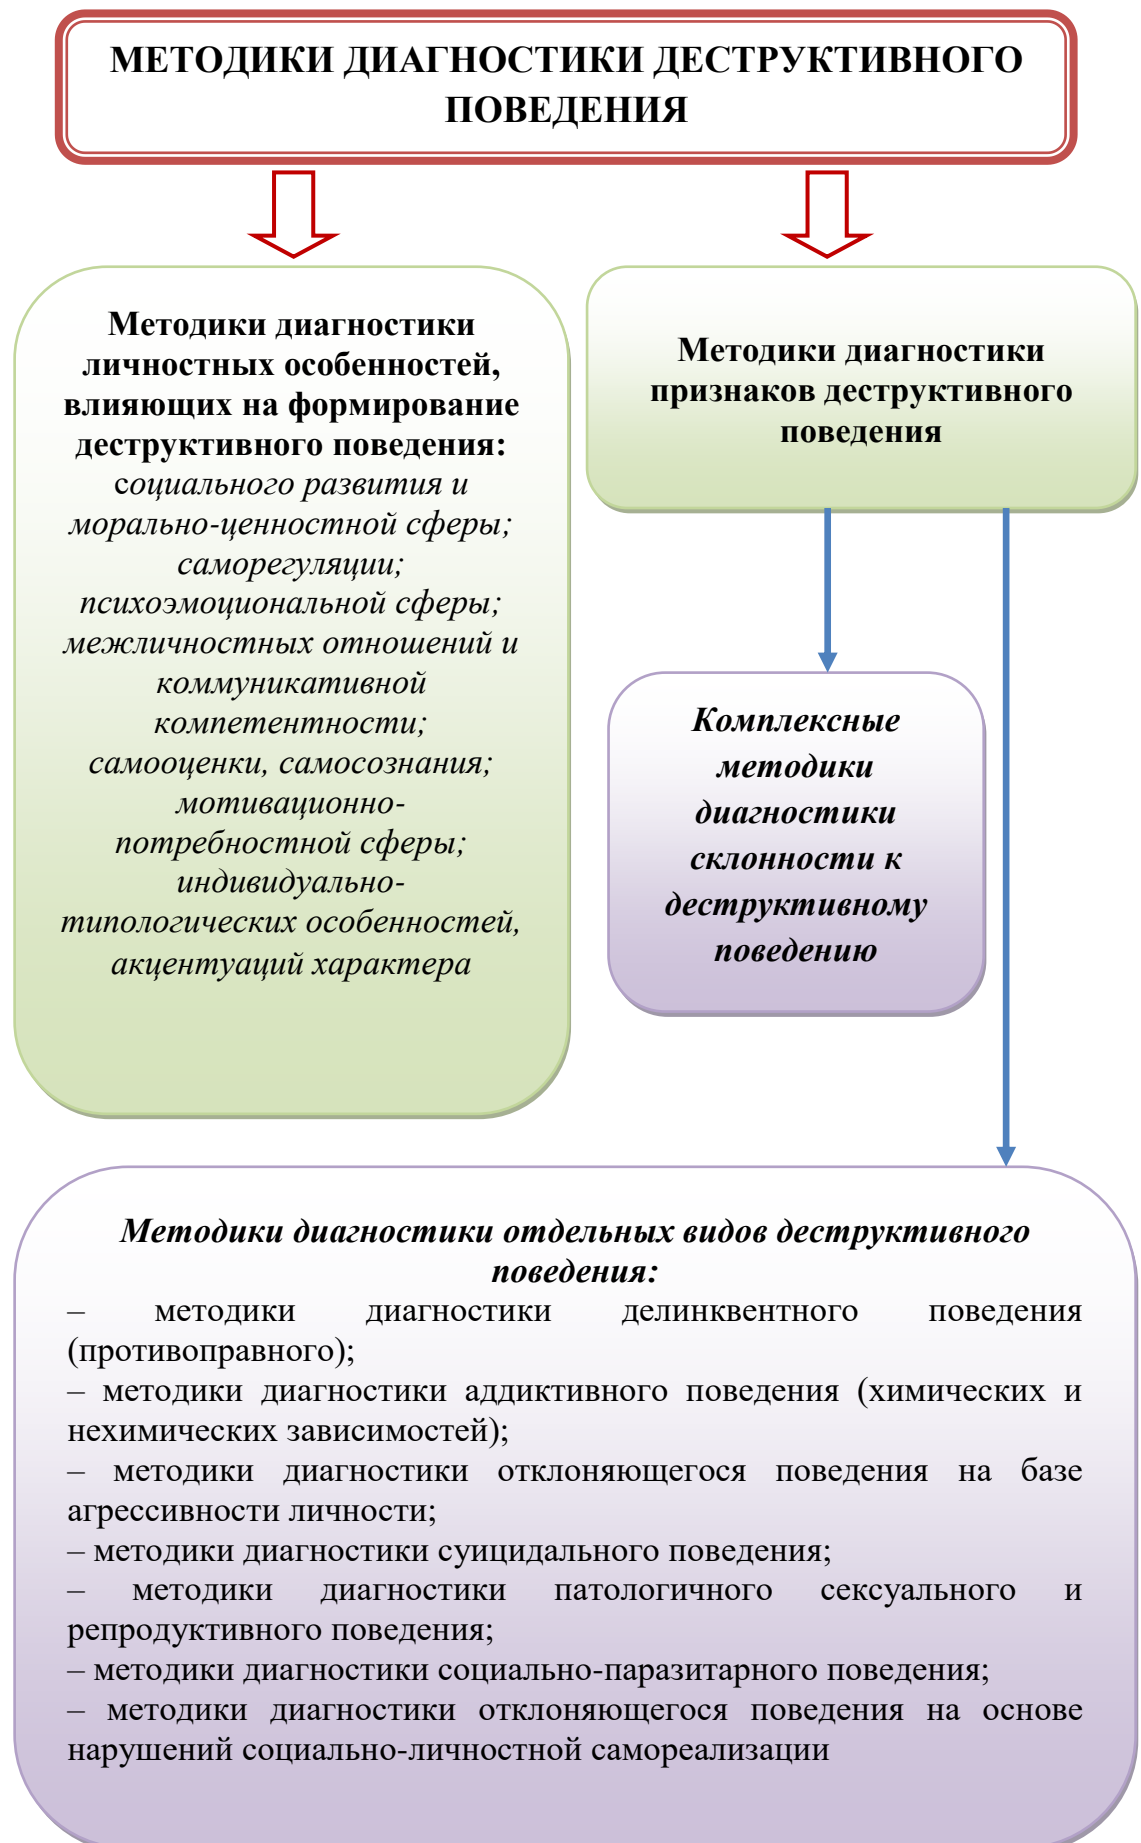 МЕТОДИКИ ДИАГНОСТИКИ ДЕСТРУКТИВНОГО
ПОВЕДЕНИЯ
Методики диагностики
личностных особенностей,
влияющих на формирование
деструктивного поведения:
социального развития и
морально-ценностной сферы;
саморегуляции;
психоэмоциональной сферы;
межличностных отношений и
коммуникативной
компетентности;
самооценки, самосознания;
мотивационно-
потребностной сферы;
индивидуально-
типологических особенностей,
акцентуаций характера
Методики диагностики
признаков деструктивного
поведения
Комплексные
методики
диагностики
склонности к
деструктивному
поведению
Методики диагностики отдельных видов деструктивного
поведения:
– методики диагностики делинквентного поведения
(противоправного);
– методики диагностики аддиктивного поведения (химических и
нехимических зависимостей);
– методики диагностики отклоняющегося поведения на базе
агрессивности личности;
– методики диагностики суицидального поведения;
– методики диагностики патологичного сексуального и
репродуктивного поведения;
– методики диагностики социально-паразитарного поведения;
– методики диагностики отклоняющегося поведения на основе
нарушений социально-личностной самореализации